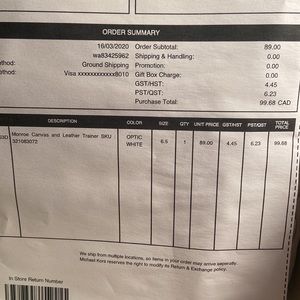 ORDER SUMMARY
16/03/2020 Order Subtotal: 89.00
wa83425962 Shipping & Handling: 0.00
ethod: Ground Shipping Promotion: 0.00
ethod: Visa xxxxxxxxxxxx8010 Gift Box Charge: 0.00
GST/HST: 4.45
PST/QST: 6.23
Purchase Total: 99.68 CAD
DESCRIPTION COLOR SIZE QTY UNIT PRICE GST/HST PST/QST TOTAL PRICE
Monroe Canvas and Leather Trainer SKU OPTIC 6.5 1 89.00 4.45 6.23 99.68
321083072 WHITE
We ship from multiple locations, so items in your order may arrive seperatly.
Michael Kors reserves the right to modify its Return & Exchange policy.
In Store Return Number